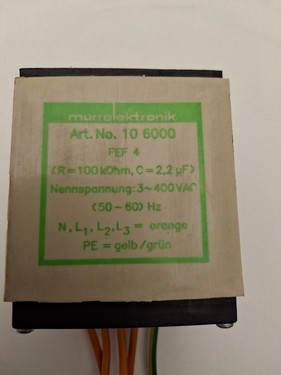 murrelektronik
Art. No. 10 6000
FEF 4
(R = 100 kOhm, C = 2,2 µF)
Nennspannung: 3~400 VAC
(50-60) Hz
N, L1, L2, L3 = orange
PE = gelb/grün